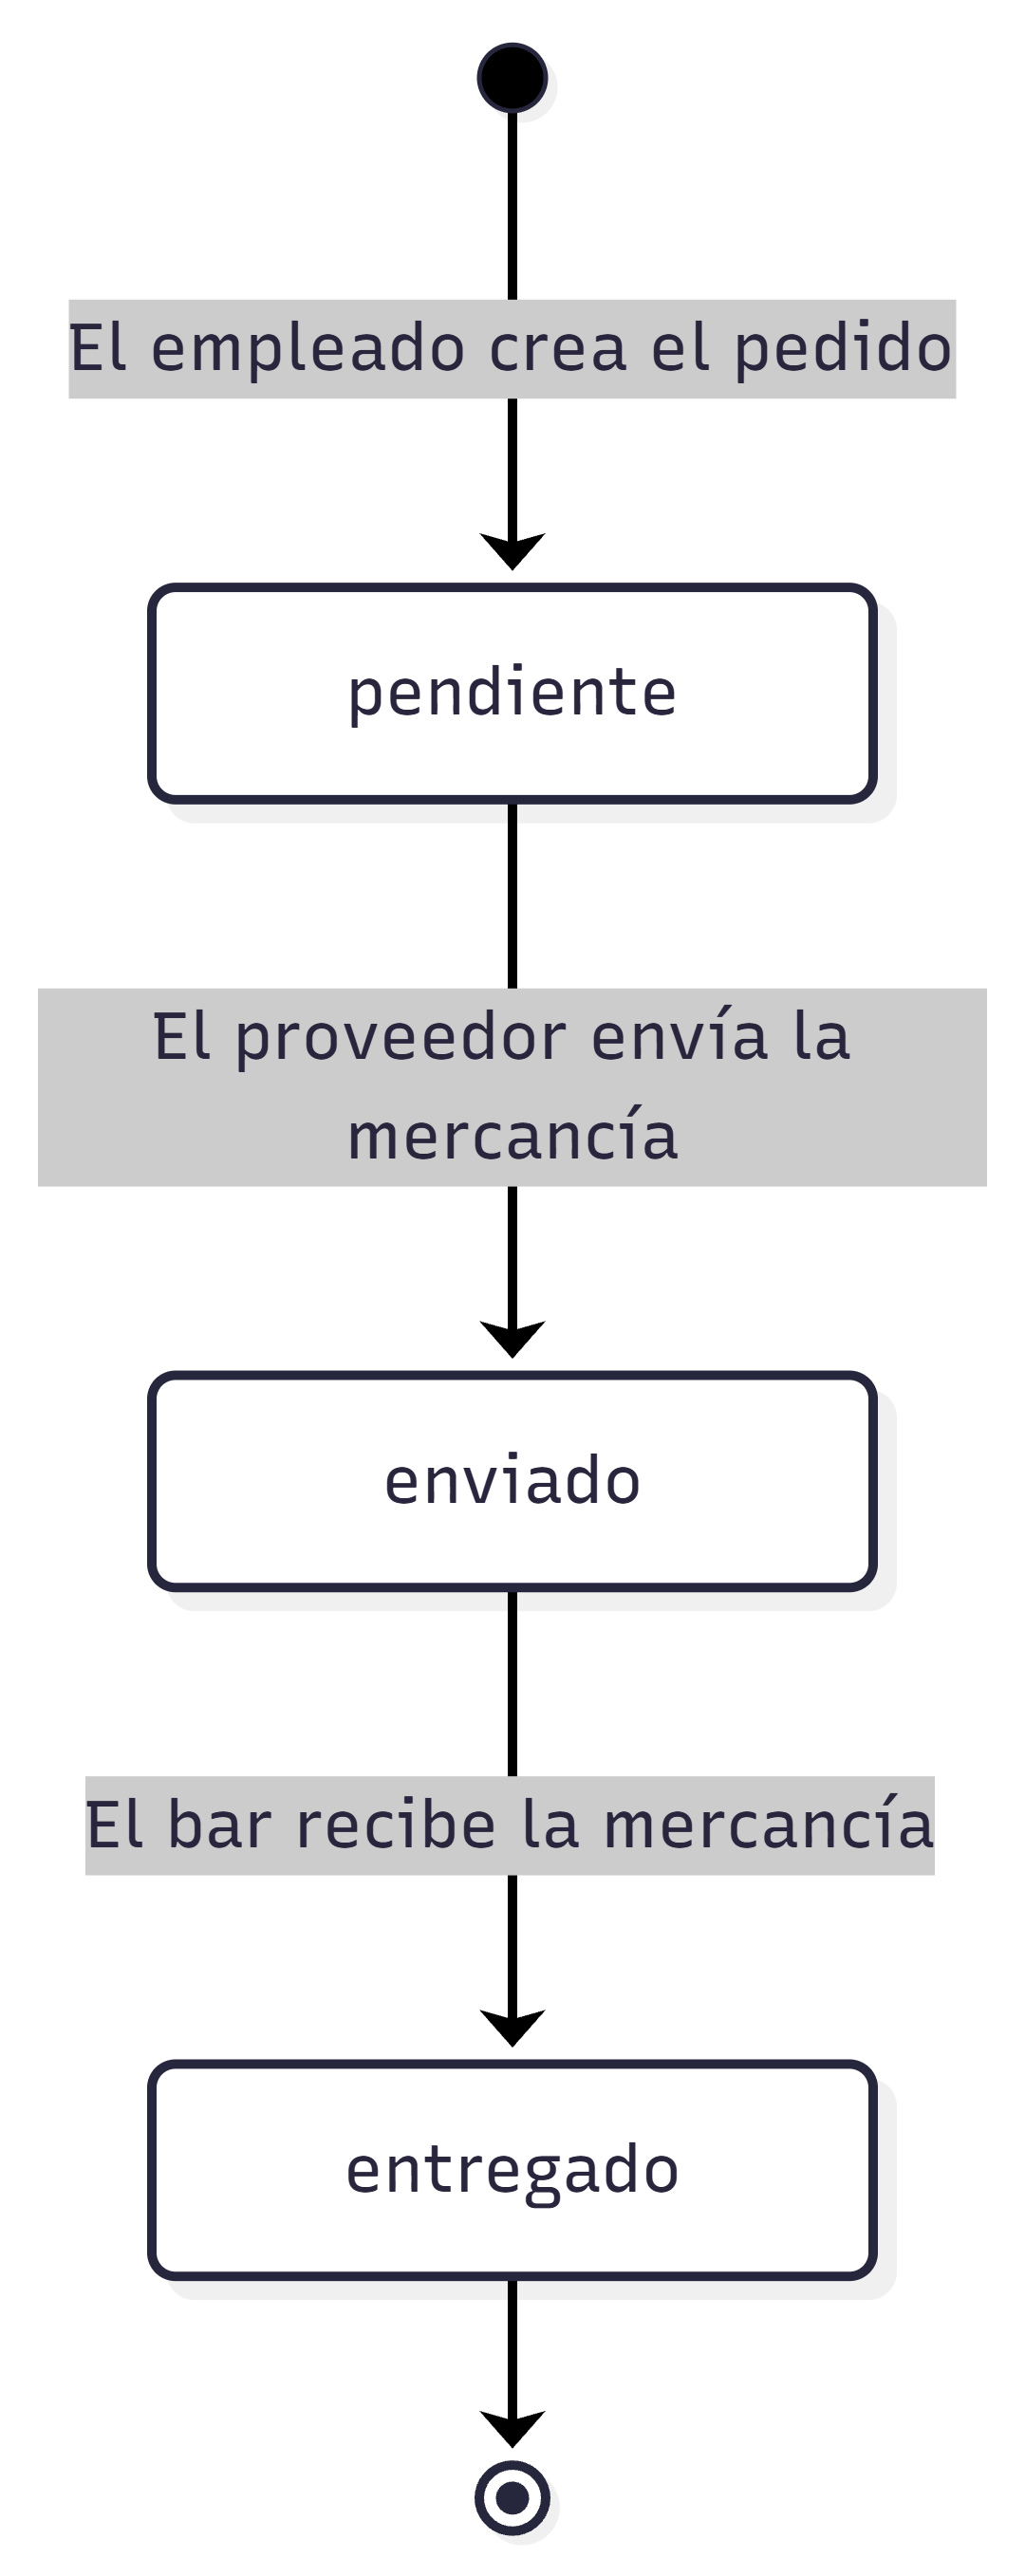 El empleado crea el pedido
pendiente
El proveedor envía la
mercancía
enviado
El bar recibe la mercancía
entregado